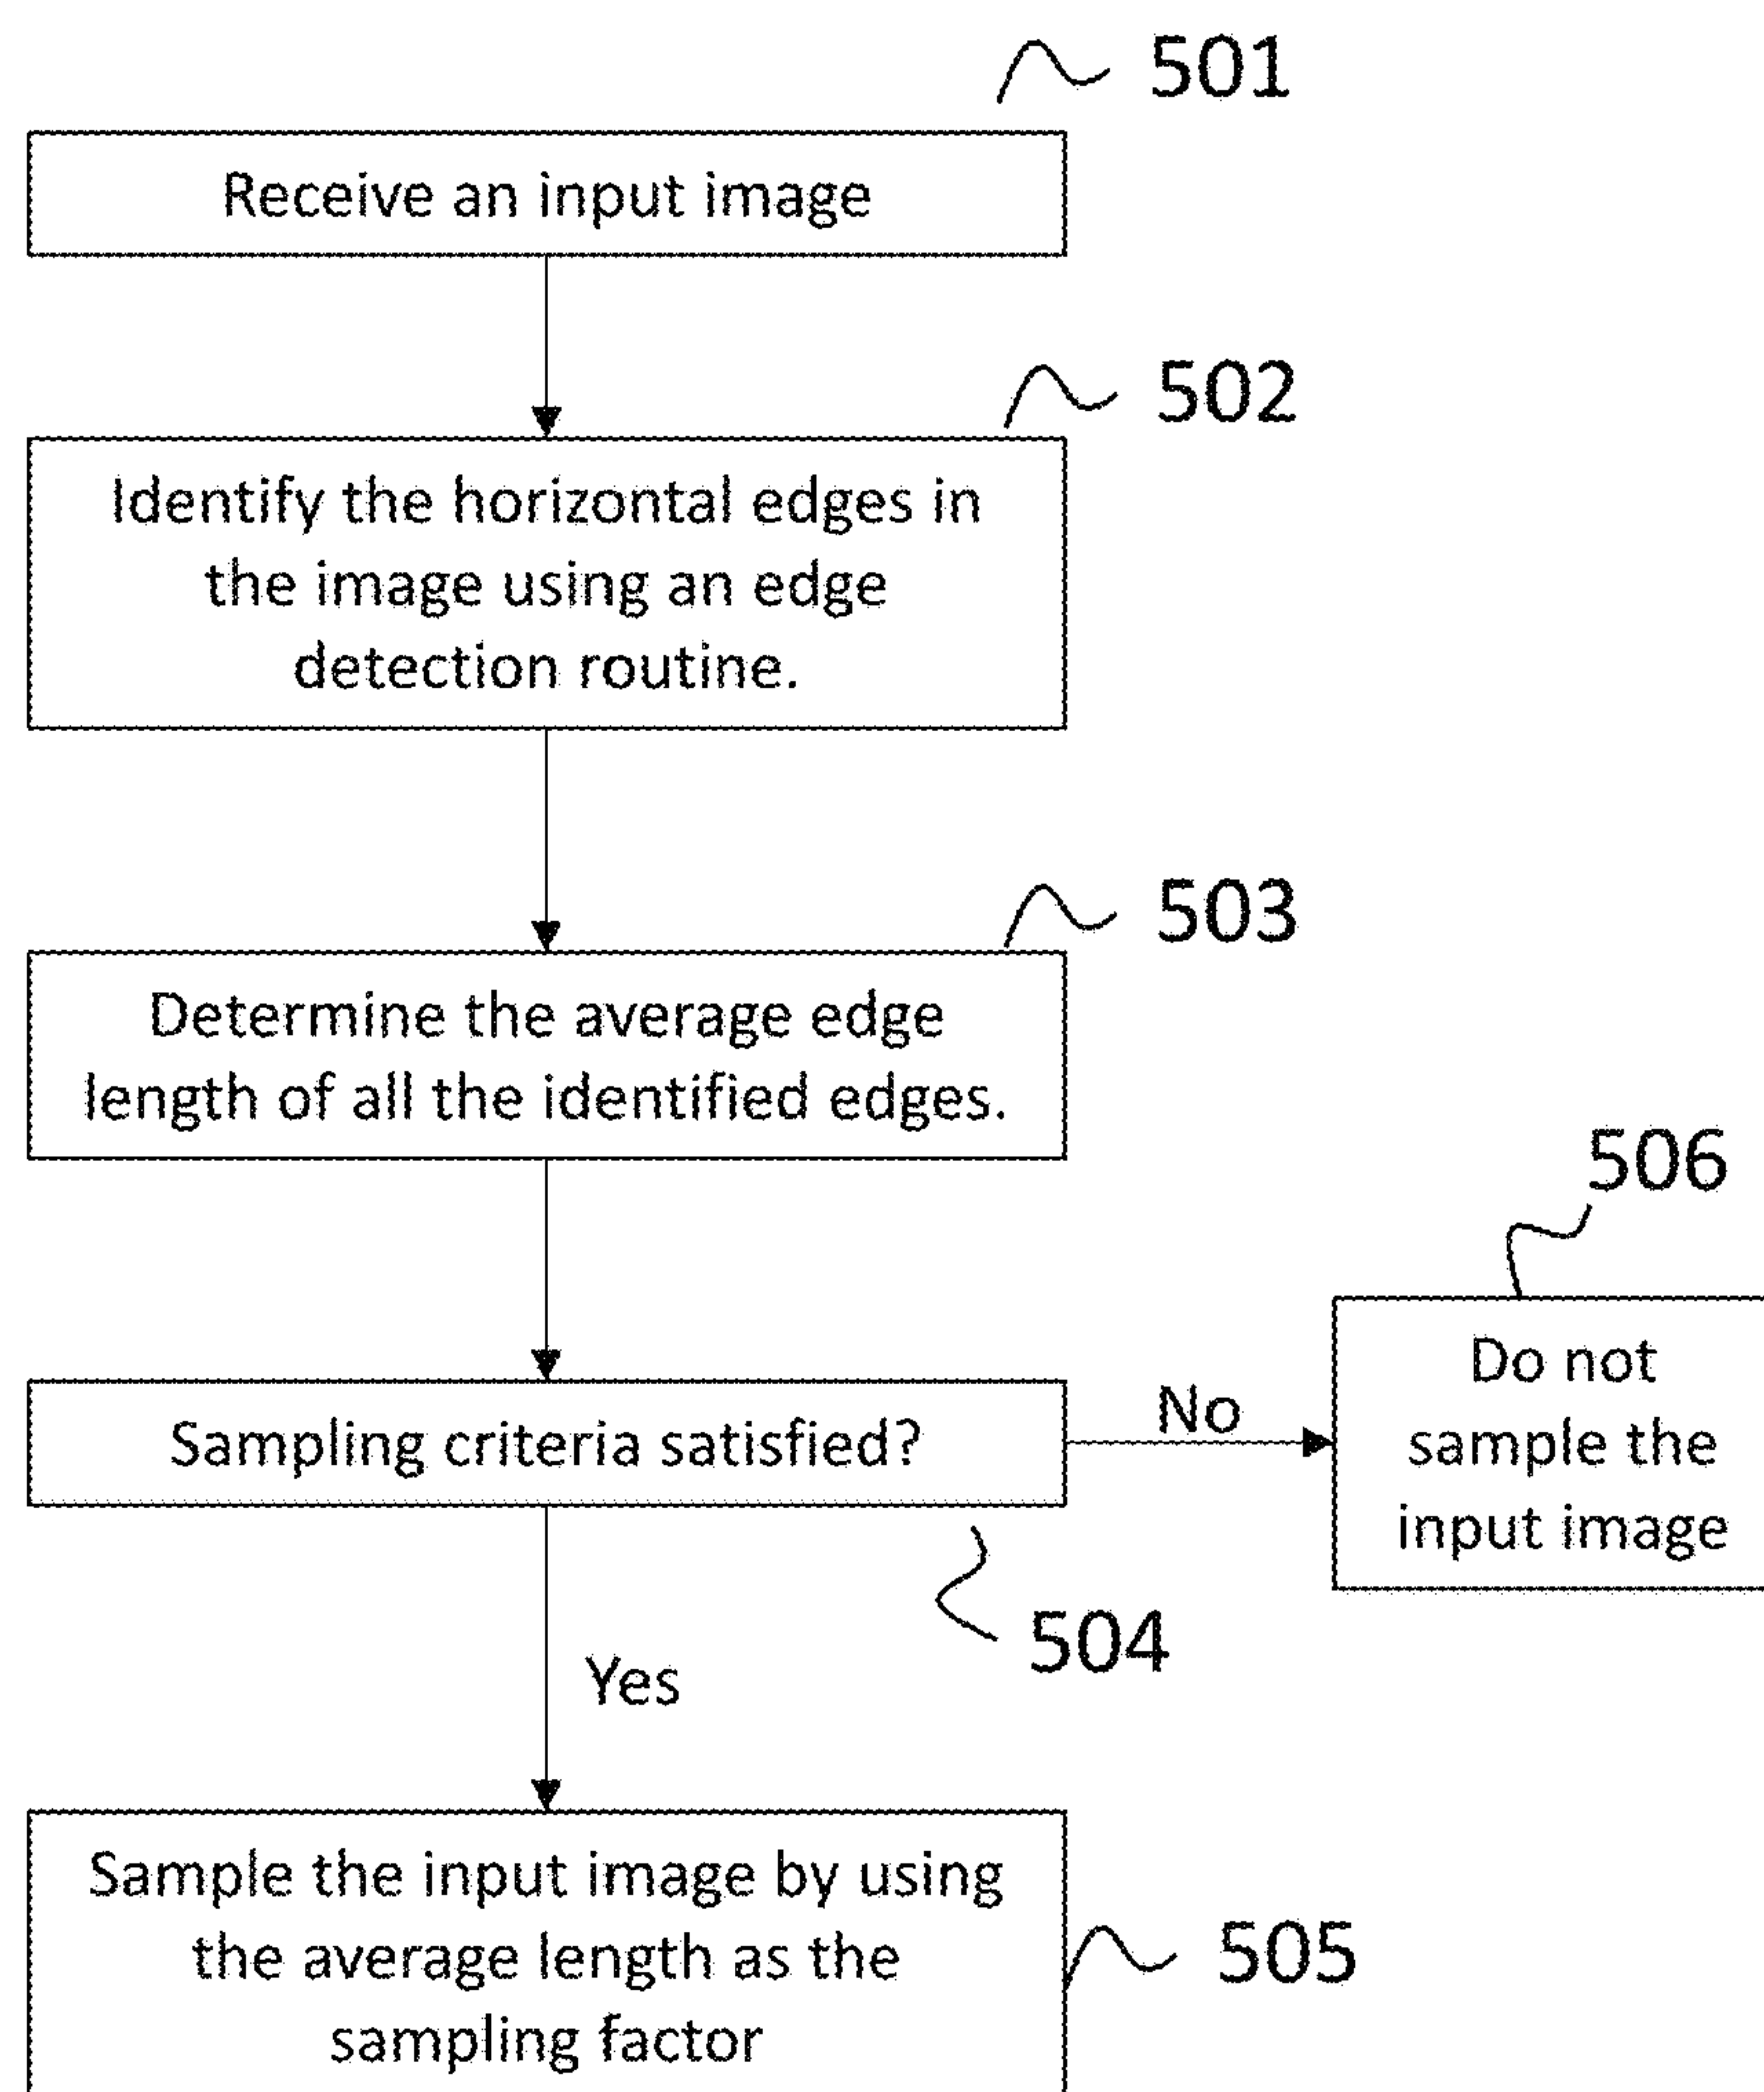 501
Receive an input image
502
Identify the horizontal edges in
the image using an edge
detection routine.
503
Determine the average edge
length of all the identified edges.
506
Do not
sample the
input image
No
Sampling criteria satisfied?
504
Yes
Sample the input image by using
the average length as the
sampling factor
505